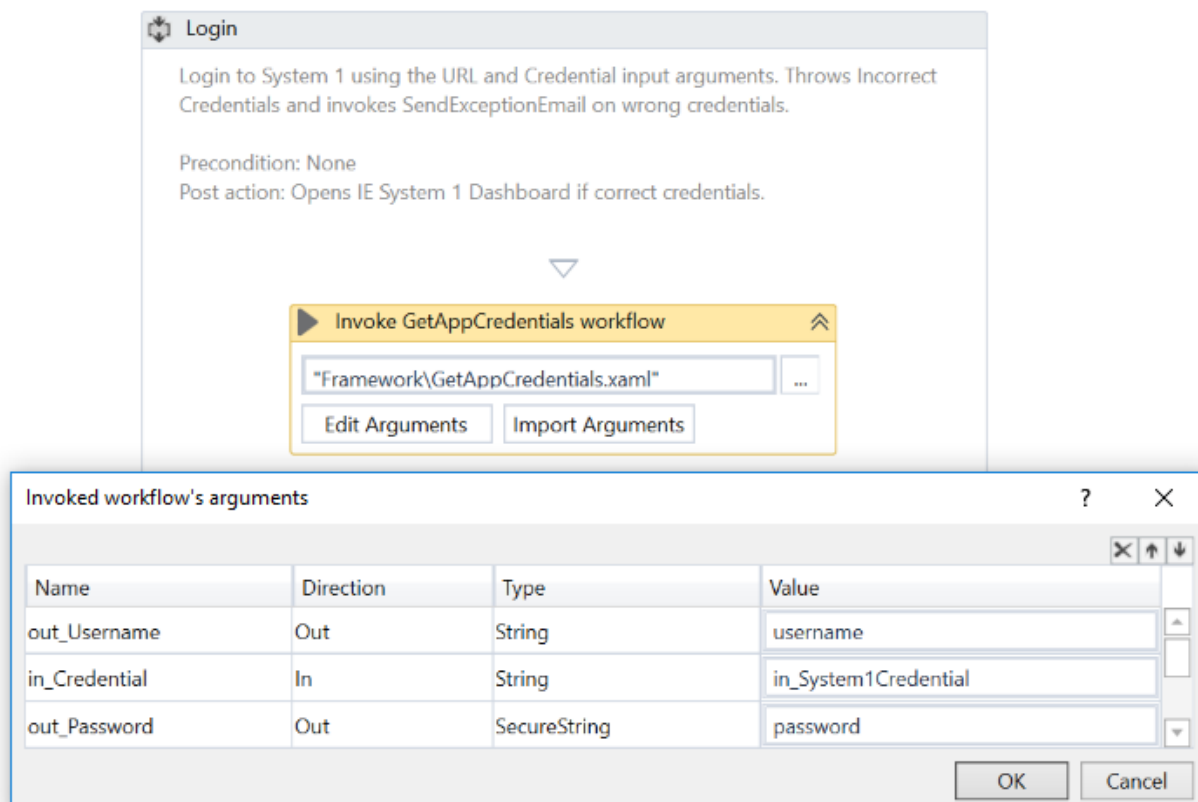 Login
Login to System 1 using the URL and Credential input arguments. Throws Incorrect
Credentials and invokes SendExceptionEmail on wrong credentials.
Precondition: None
Post action: Opens IE System 1 Dashboard if correct credentials.
Invoke GetAppCredentials workflow
"Framework\GetAppCredentials.xaml"
...
Edit Arguments Import Arguments
Invoked workflow's arguments ?
Name Direction Type Value
out_Username Out String username
in_Credential In String in_System1Credential
out_Password Out SecureString password
OK Cancel